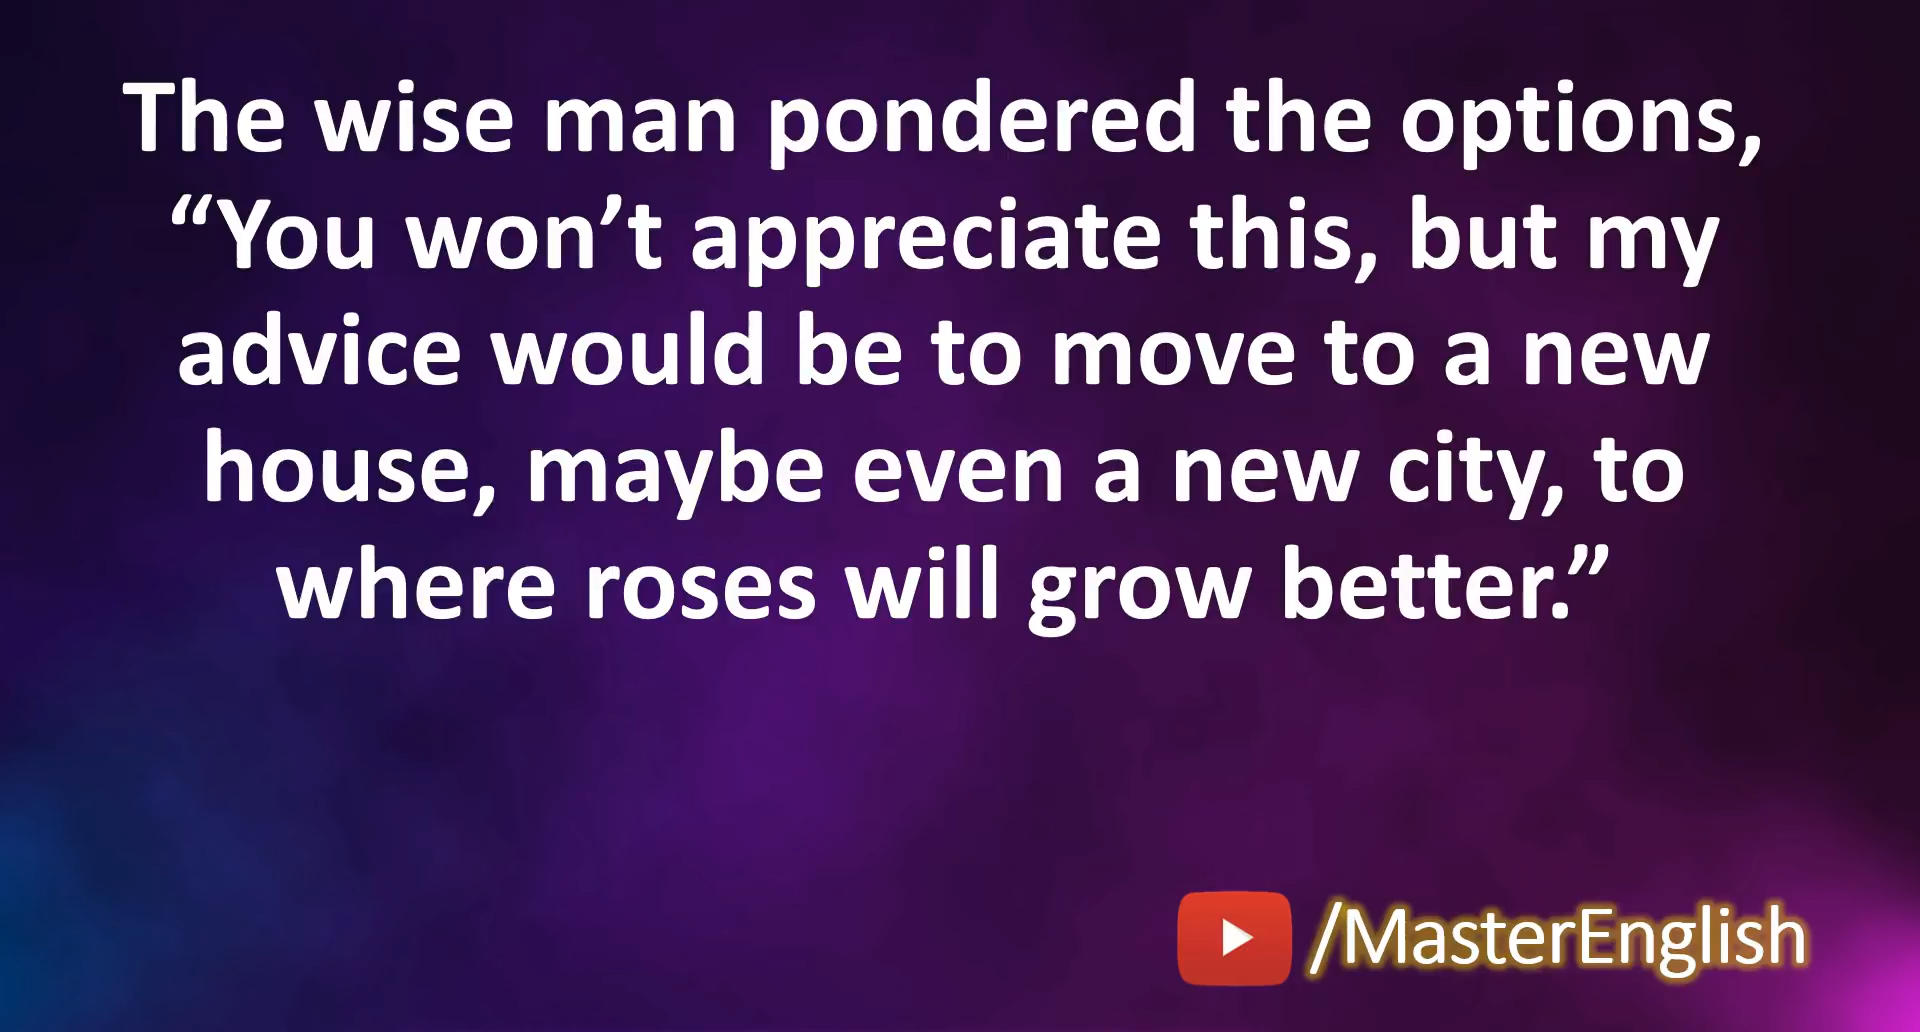 The wise man pondered the options,
“You won’t appreciate this, but my
advice would be to move to a new
house, maybe even a new city, to
where roses will grow better.”
/MasterEnglish